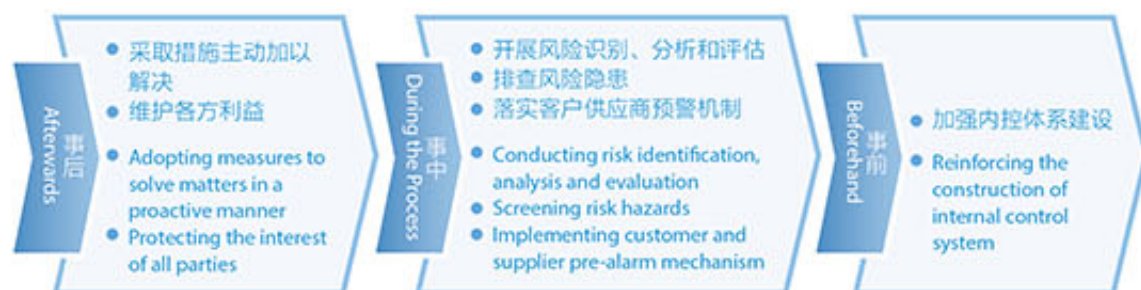 事后
Afterwards
采取措施主动加以
解决
维护各方利益
Adopting measures to
solve matters in a
proactive manner
Protecting the interest
of all parties
事中
During the Process
开展风险识别、分析和评估
排查风险隐患
落实客户供应商预警机制
Conducting risk identification,
analysis and evaluation
Screening risk hazards
Implementing customer and
supplier pre-alarm mechanism
事前
Beforehand
加强内控体系建设
Reinforcing the
construction of
internal control
system